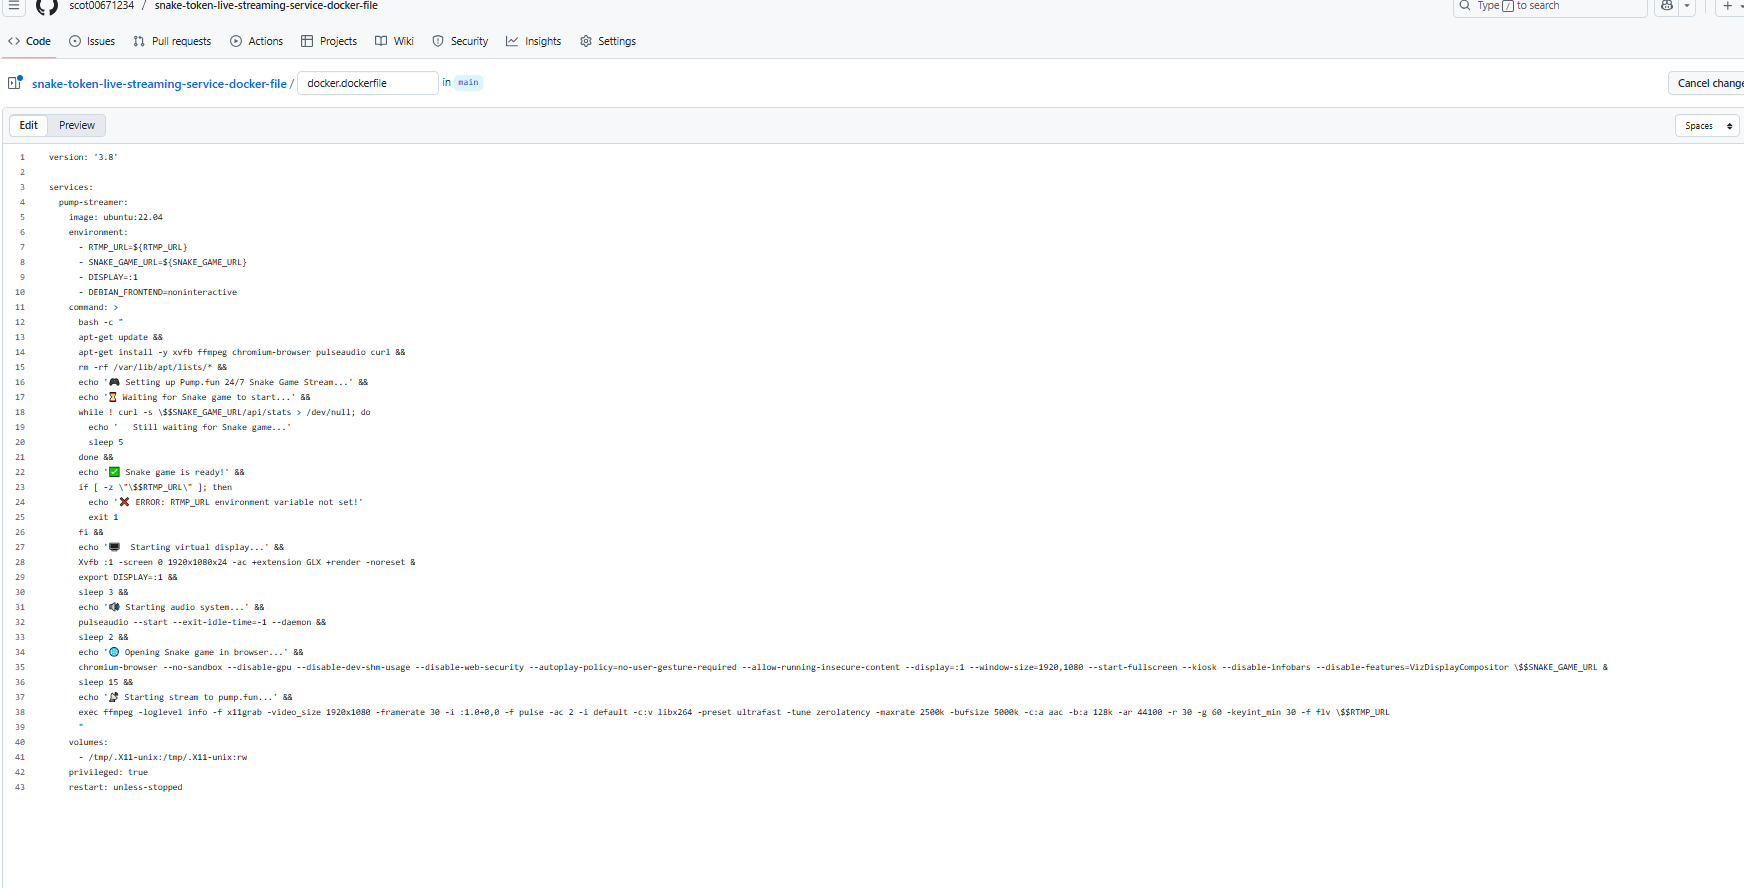 scot00671234 / snake-token-live-streaming-service-docker-file
Type / to search
Code Issues Pull requests Actions Projects Wiki Security Insights Settings
snake-token-live-streaming-service-docker-file / docker.dockerfile in main
Cancel change
Edit Preview
Spaces
1 version: '3.8'
2
3 services:
4 pump-streamer:
5 image: ubuntu:22.04
6 environment:
7 - RTMP_URL=${RTMP_URL}
8 - SNAKE_GAME_URL=${SNAKE_GAME_URL}
9 - DISPLAY=:1
10 - DEBIAN_FRONTEND=noninteractive
11 command: >
12 bash -c "
13 apt-get update &&
14 apt-get install -y xvfb ffmpeg chromium-browser pulseaudio curl &&
15 rm -rf /var/lib/apt/lists/* &&
16 echo '🎮 Setting up Pump.fun 24/7 Snake Game Stream...' &&
17 echo '⏳ Waiting for Snake game to start...' &&
18 while ! curl -s \$$SNAKE_GAME_URL/api/stats > /dev/null; do
19 echo '   Still waiting for Snake game...'
20 sleep 5
21 done &&
22 echo '✅ Snake game is ready!' &&
23 if [ -z \"\$$RTMP_URL\" ]; then
24 echo '❌ ERROR: RTMP_URL environment variable not set!'
25 exit 1
26 fi &&
27 echo '🖥️  Starting virtual display...' &&
28 Xvfb :1 -screen 0 1920x1080x24 -ac +extension GLX +render -noreset &
29 export DISPLAY=:1 &&
30 sleep 3 &&
31 echo '🔊 Starting audio system...' &&
32 pulseaudio --start --exit-idle-time=-1 --daemon &&
33 sleep 2 &&
34 echo '🌐 Opening Snake game in browser...' &&
35 chromium-browser --no-sandbox --disable-gpu --disable-dev-shm-usage --disable-web-security --autoplay-policy=no-user-gesture-required --allow-running-insecure-content --display=:1 --window-size=1920,1080 --start-fullscreen --kiosk --disable-infobars --disable-features=VizDisplayCompositor \$$SNAKE_GAME_URL &
36 sleep 15 &&
37 echo '📡 Starting stream to pump.fun...' &&
38 exec ffmpeg -loglevel info -f x11grab -video_size 1920x1080 -framerate 30 -i :1.0+0,0 -f pulse -ac 2 -i default -c:v libx264 -preset ultrafast -tune zerolatency -maxrate 2500k -bufsize 5000k -c:a aac -b:a 128k -ar 44100 -r 30 -g 60 -keyint_min 30 -f flv \$$RTMP_URL
39 "
40 volumes:
41 - /tmp/.X11-unix:/tmp/.X11-unix:rw
42 privileged: true
43 restart: unless-stopped